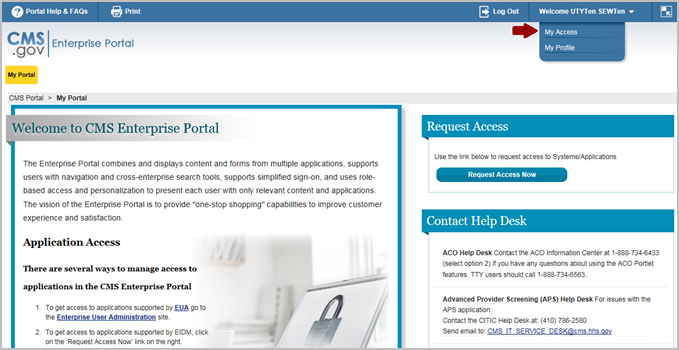 Portal Help & FAQs
Print
Log Out
Welcome UTYTen SEWTen
My Access
My Profile
CMS
.gov
Enterprise Portal
My Portal
CMS Portal > My Portal
Welcome to CMS Enterprise Portal
The Enterprise Portal combines and displays content and forms from multiple applications, supports
users with navigation and cross-enterprise search tools, supports simplified sign-on, and uses role-
based access and personalization to present each user with only relevant content and applications.
The vision of the Enterprise Portal is to provide "one-stop shopping" capabilities to improve customer
experience and satisfaction.
Application Access
There are several ways to manage access to
applications in the CMS Enterprise Portal
1. To get access to applications supported by EUA go to
the Enterprise User Administration site.
2. To get access to applications supported by EIDM, click
on the 'Request Access Now' link on the right.
Request Access
Use the link below to request access to Systems/Applications
Request Access Now
Contact Help Desk
ACO Help Desk Contact the ACO Information Center at 1-888-734-6433
(select option 2) if you have any questions about using the ACO Portlet
features. TTY users should call 1-888-734-6563.
Advanced Provider Screening (APS) Help Desk For issues with the
APS application:
Contact the CITIC Help Desk at: (410) 786-2580
Send email to: CMS_IT_SERVICE_DESK@cms.hhs.gov